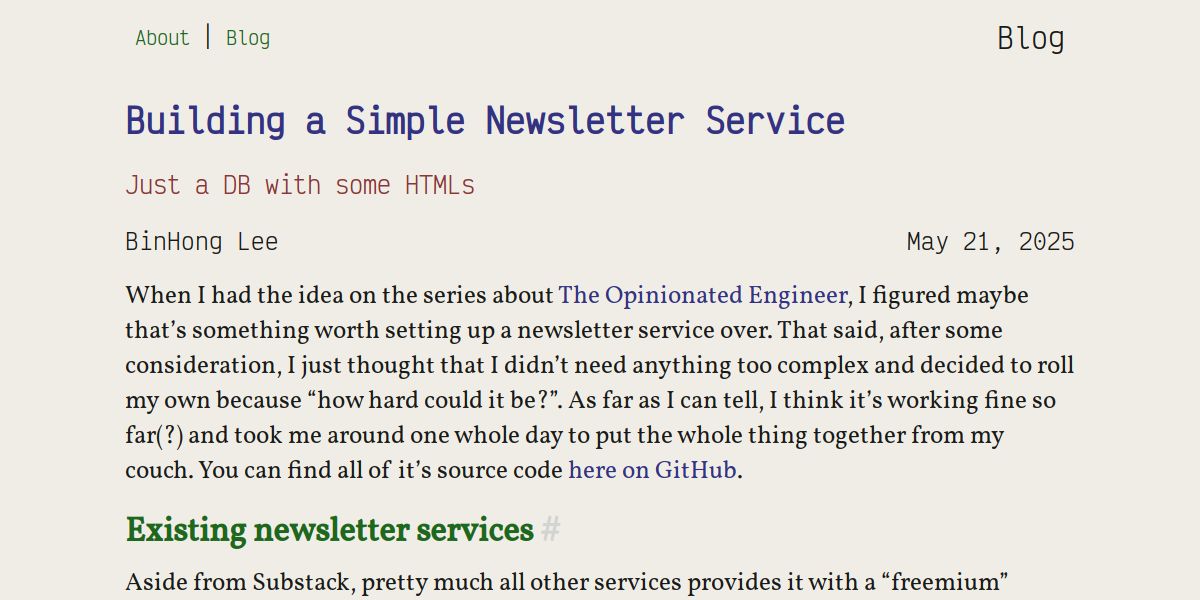 About | Blog
Blog
Building a Simple Newsletter Service
Just a DB with some HTMLs
BinHong Lee
May 21, 2025
When I had the idea on the series about The Opinionated Engineer, I figured maybe
that’s something worth setting up a newsletter service over. That said, after some
consideration, I just thought that I didn’t need anything too complex and decided to roll
my own because “how hard could it be?”. As far as I can tell, I think it’s working fine so
far(?) and took me around one whole day to put the whole thing together from my
couch. You can find all of it’s source code here on GitHub.
Existing newsletter services #
Aside from Substack, pretty much all other services provides it with a “freemium”